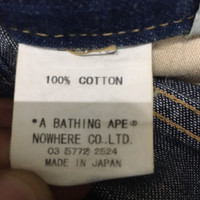 100% COTTON
*A BATHING APE®
NOWHERE CO.LTD.
03 5772-2524
MADE IN JAPAN